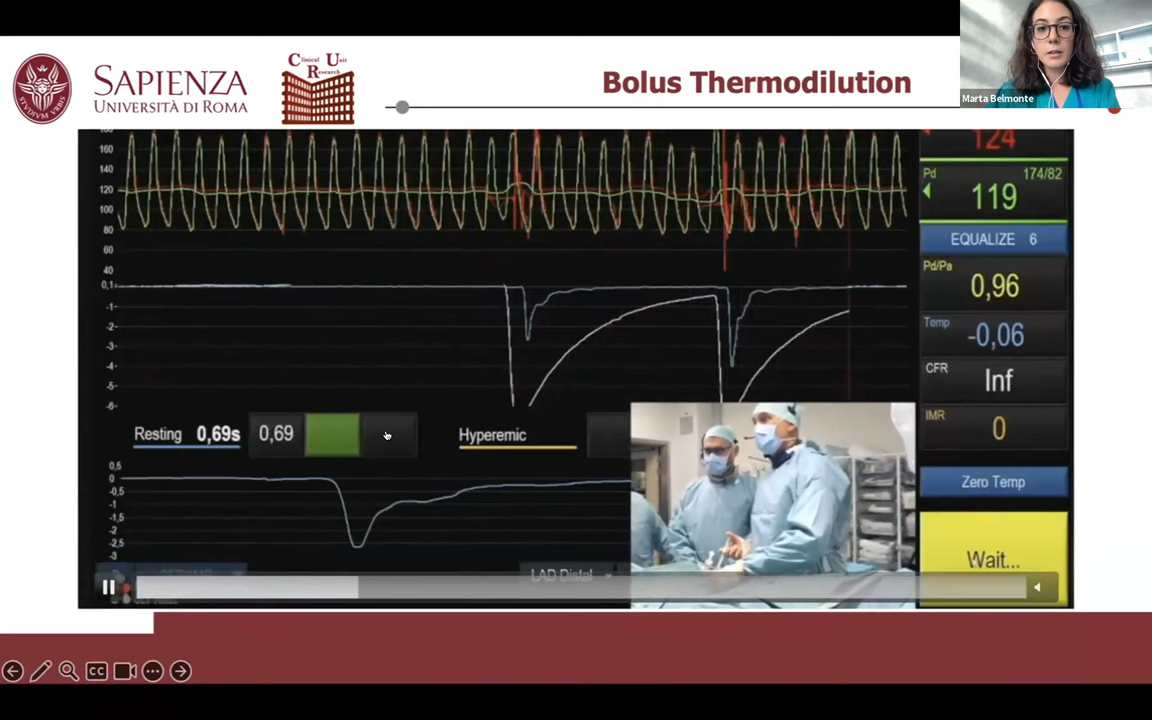 Marta Belmonte
SAPIENZA
UNIVERSITÀ DI ROMA
Clinical Unit
Research
Bolus Thermodilution
160
140
120
100
80
60
40
0,1
-1
-2
-3
-4
-5
-6
124
Pd
174/82
119
EQUALIZE 6
Pd/Pa
0,96
Temp
-0,06
CFR
Inf
IMR
0
Zero Temp
Wait...
Resting 0,69s 0,69
Hyperemic
0,5
0
-0,5
-1
-1,5
-2
-2,5
-3
LAD Distal
CC